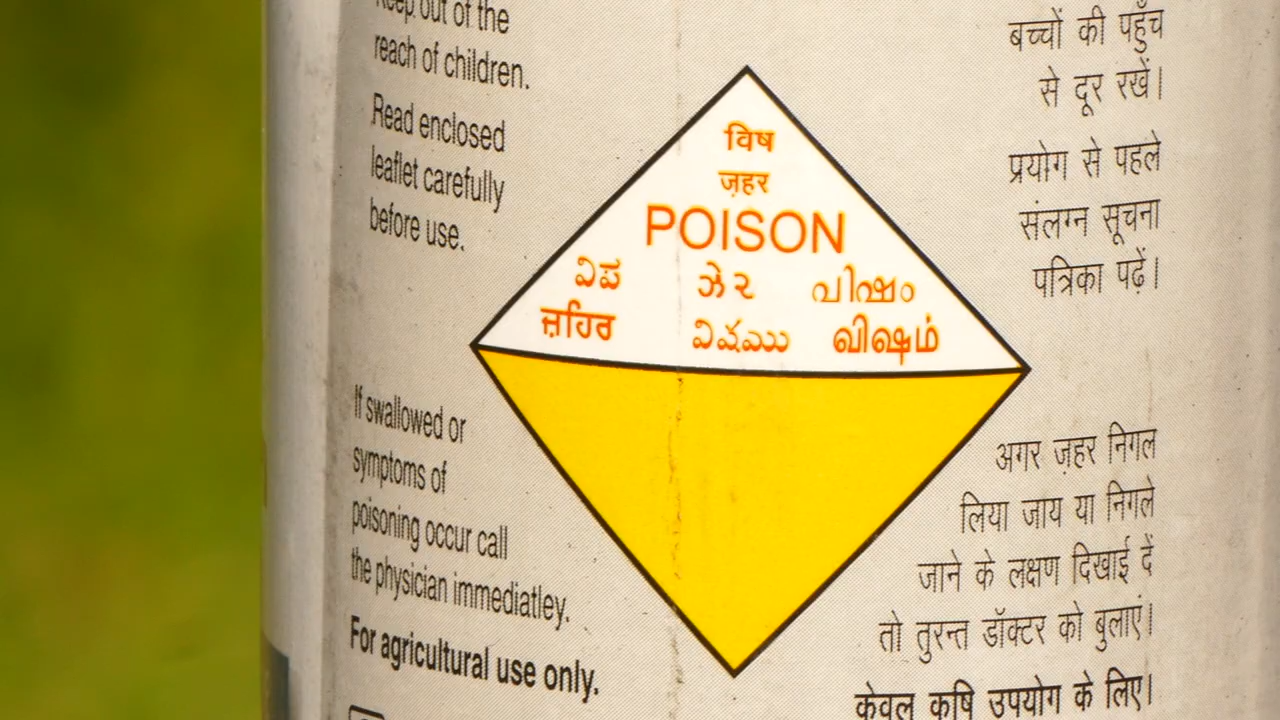 Keep out of the
reach of children.
Read enclosed
leaflet carefully
before use.
विष
ज़हर
POISON
ವಿಷ ઝેર വിഷം
ਜ਼ਹਿਰ విషము விஷம்
If swallowed or
symptoms of
poisoning occur call
the physician immediatley.
For agricultural use only.
बच्चों की पहुँच
से दूर रखें।
प्रयोग से पहले
संलग्न सूचना
पत्रिका पढ़ें।
अगर ज़हर निगल
लिया जाय या निगले
जाने के लक्षण दिखाई दें
तो तुरन्त डॉक्टर को बुलाएं।
केवल कृषि उपयोग के लिए।